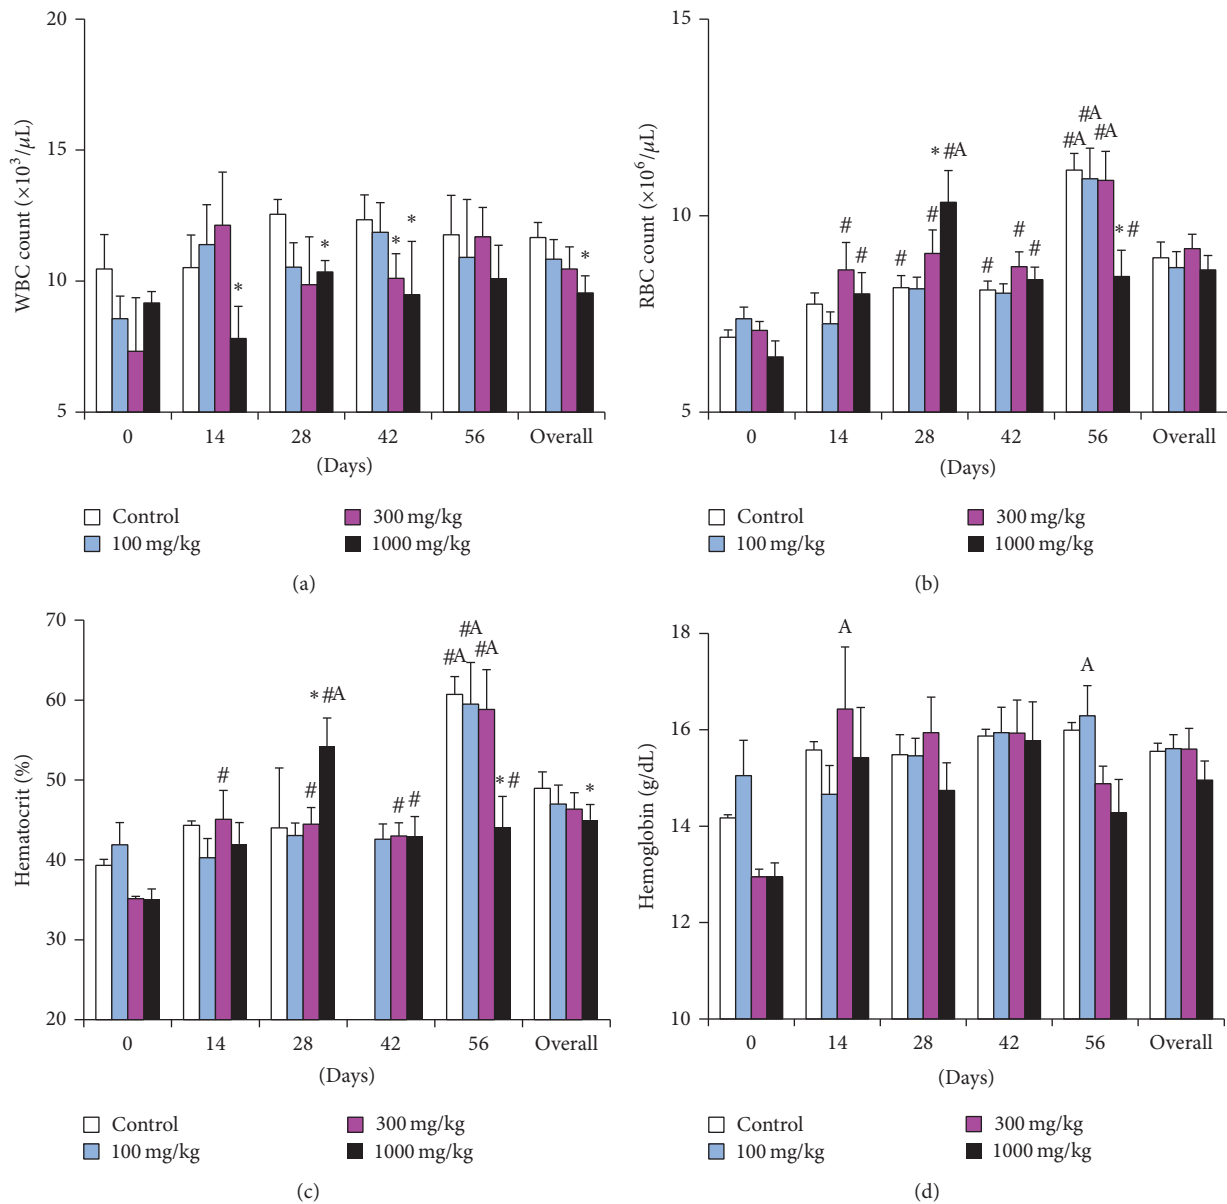 20
15
10
5
WBC count (×10³/μL)
*
*
*
*
*
0 14 28 42 56 Overall
(Days)
Control 300 mg/kg
100 mg/kg 1000 mg/kg
(a)
15
10
5
RBC count (×10⁶/μL)
#
#
#
#
* #A
#
#
#
#A
#A
#A
* #
0 14 28 42 56 Overall
(Days)
Control 300 mg/kg
100 mg/kg 1000 mg/kg
(b)
70
60
50
40
30
20
Hematocrit (%)
#
#
* #A
#
#
#A
#A
#A
* #
*
0 14 28 42 56 Overall
(Days)
Control 300 mg/kg
100 mg/kg 1000 mg/kg
(c)
18
16
14
12
10
Hemoglobin (g/dL)
A
A
0 14 28 42 56 Overall
(Days)
Control 300 mg/kg
100 mg/kg 1000 mg/kg
(d)